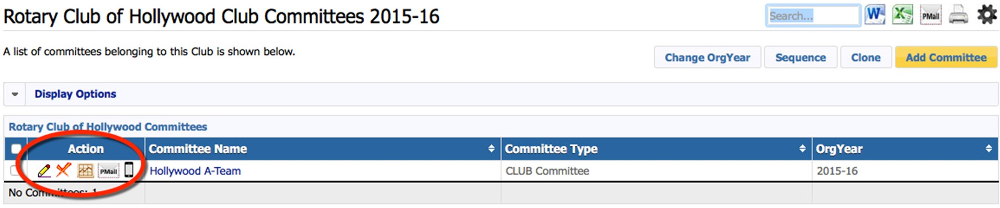 Rotary Club of Hollywood Club Committees 2015-16
Search...
PMail
A list of committees belonging to this Club is shown below.
Change OrgYear Sequence Clone Add Committee
Display Options
Rotary Club of Hollywood Committees
Action Committee Name Committee Type OrgYear
PMail Hollywood A-Team CLUB Committee 2015-16
No Committees: 1